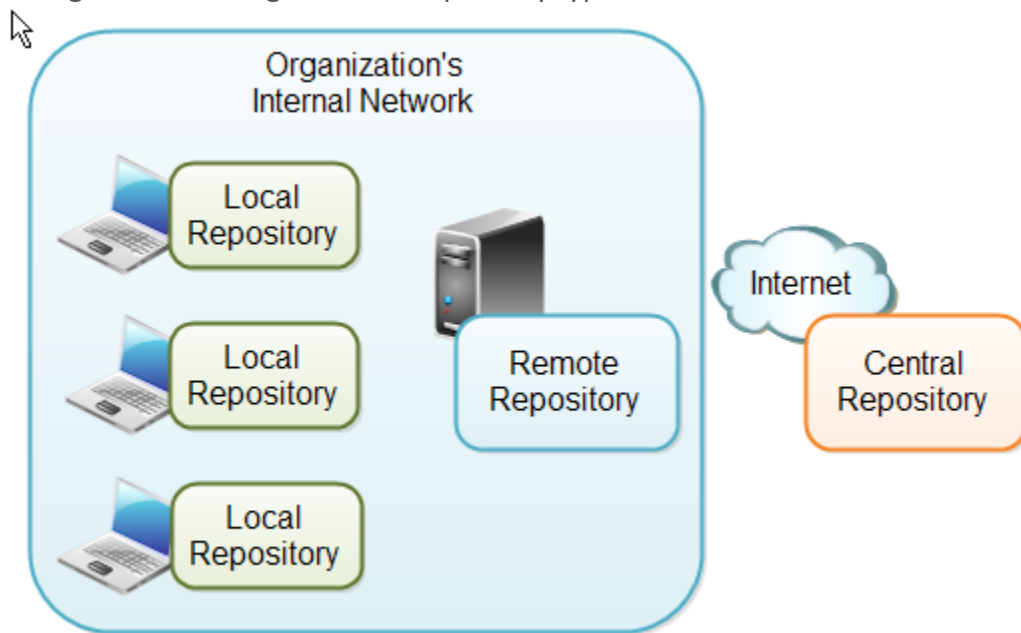 Organization's
Internal Network
Local
Repository
Local
Repository
Local
Repository
Remote
Repository
Internet
Central
Repository